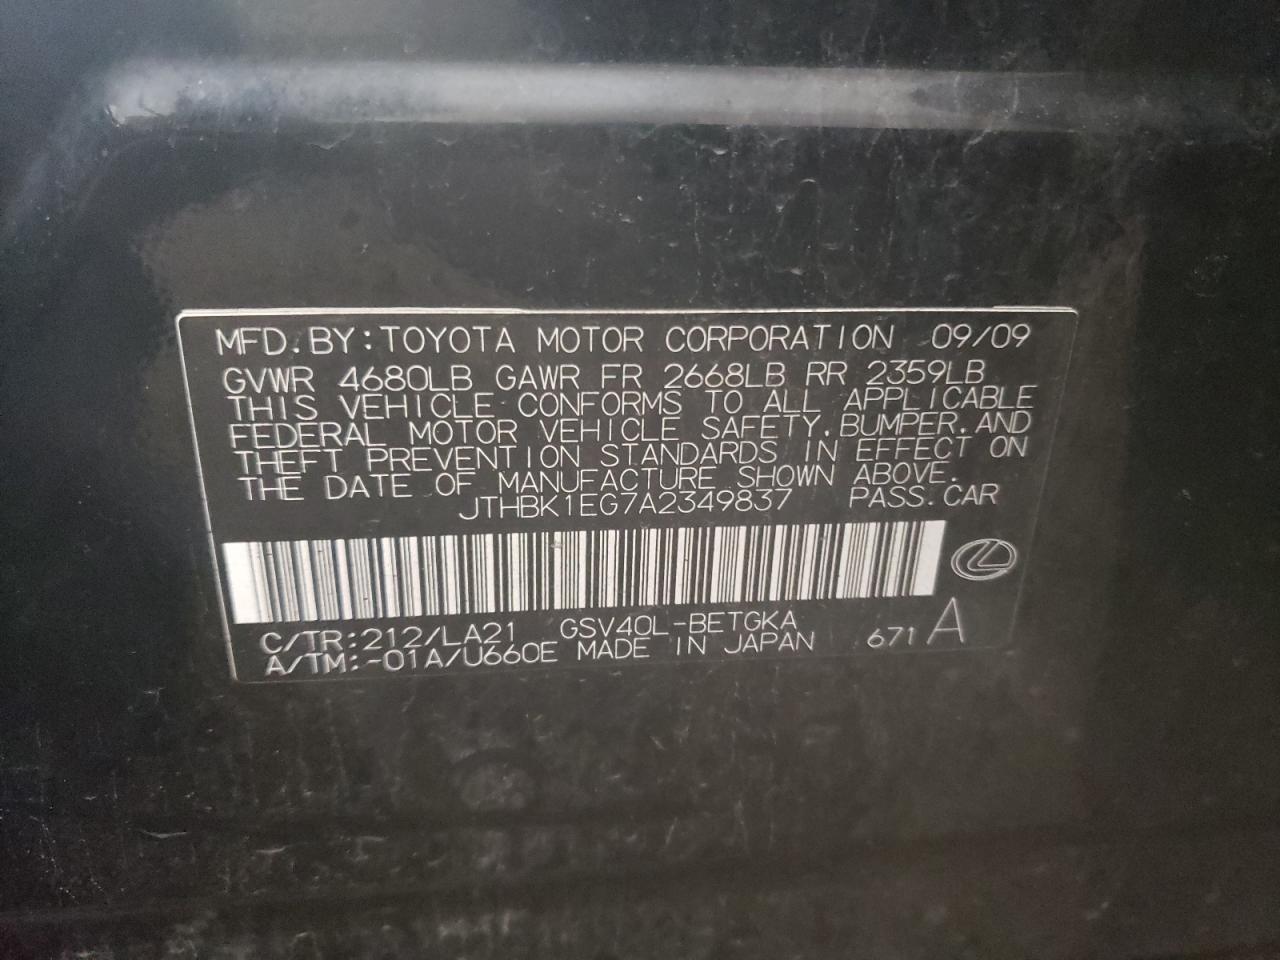 MFD. BY: TOYOTA MOTOR CORPORATION 09/09
GVWR 4680LB GAWR FR 2668LB RR 2359LB
THIS VEHICLE CONFORMS TO ALL APPLICABLE
FEDERAL MOTOR VEHICLE SAFETY, BUMPER, AND
THEFT PREVENTION STANDARDS IN EFFECT ON
THE DATE OF MANUFACTURE SHOWN ABOVE.
JTHBK1EG7A2349837 PASS. CAR
C/TR:212/LA21 GSV40L-BETGKA
A/TM:-01A/U660E MADE IN JAPAN 671 A